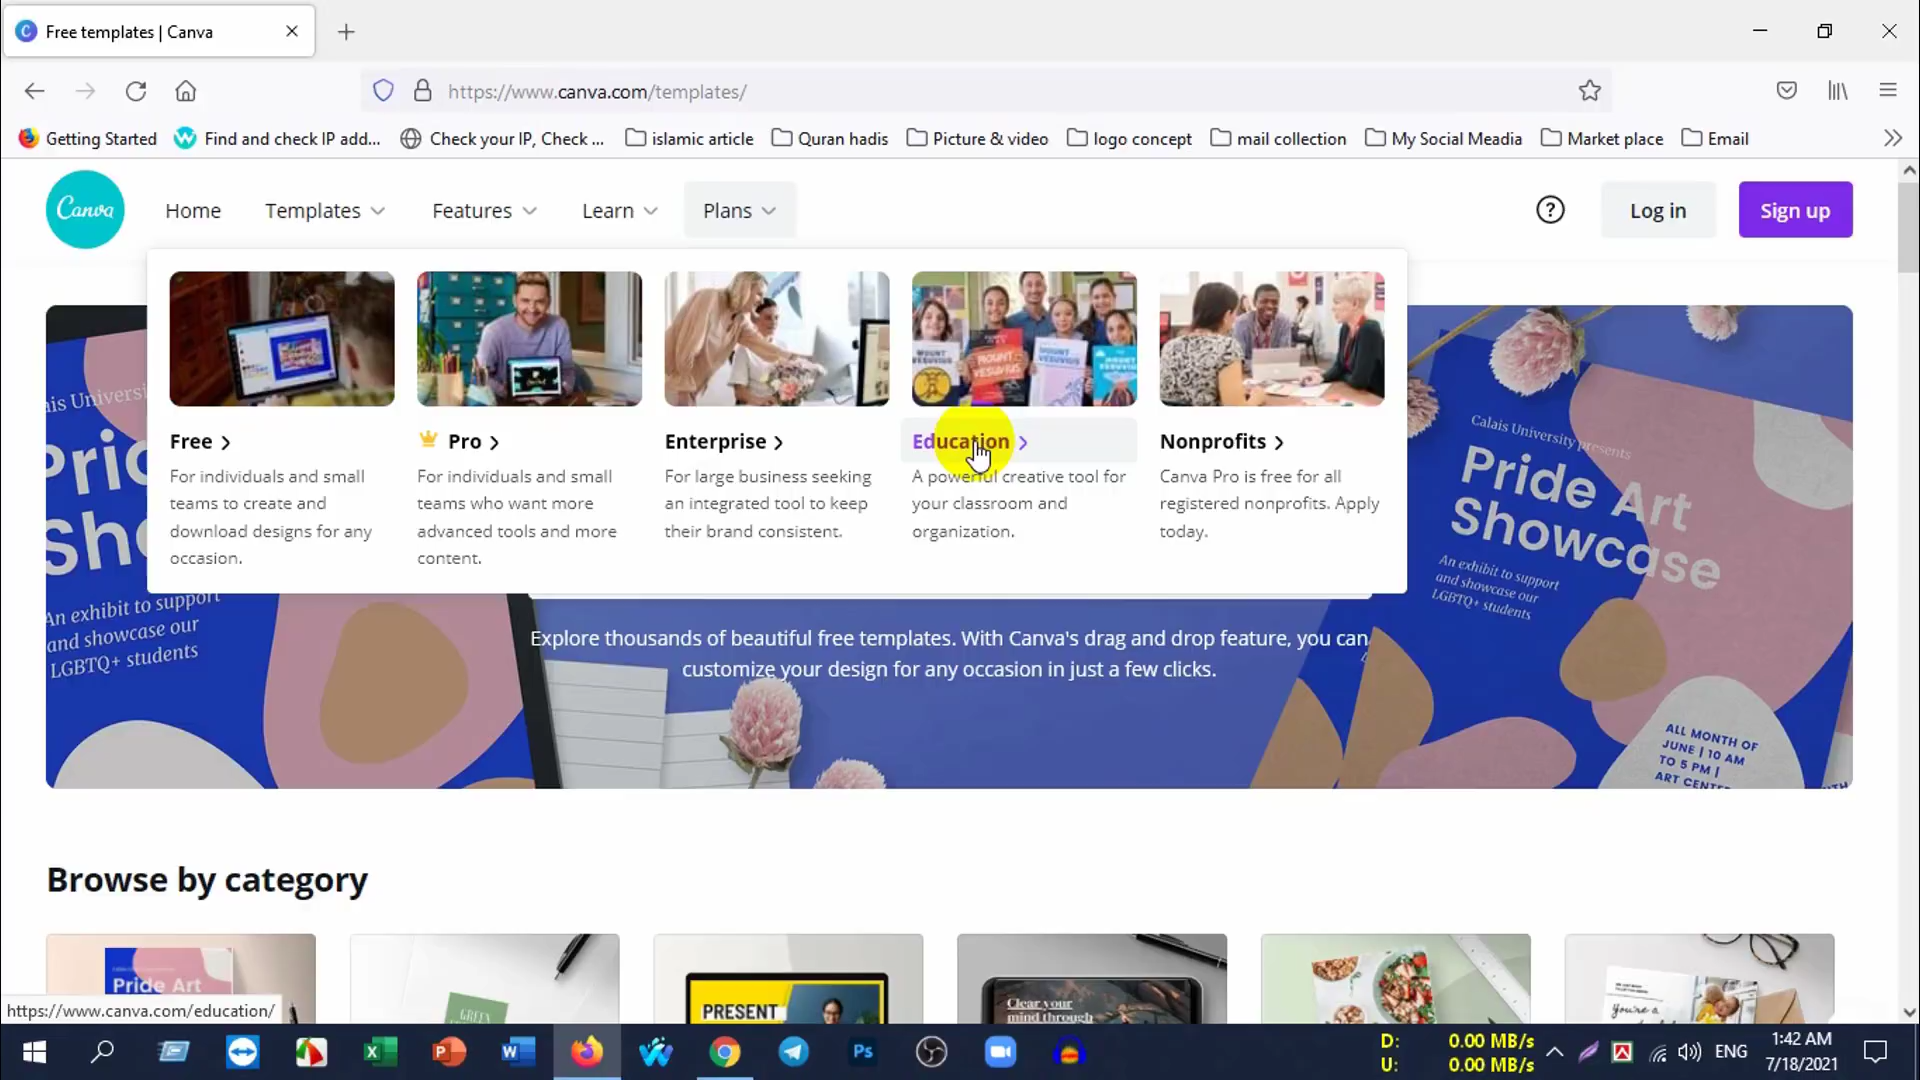 Free templates | Canva
https://www.canva.com/templates/
Getting Started
Find and check IP add...
Check your IP, Check ...
islamic article
Quran hadis
Picture & video
logo concept
mail collection
My Social Meadia
Market place
Email
Canva
Home
Templates
Features
Learn
Plans
Log in
Sign up
Free
For individuals and small
teams to create and
download designs for any
occasion.
Pro
For individuals and small
teams who want more
advanced tools and more
content.
Enterprise
For large business seeking
an integrated tool to keep
their brand consistent.
Education
A powerful creative tool for
your classroom and
organization.
Nonprofits
Canva Pro is free for all
registered nonprofits. Apply
today.
An exhibit to support
and showcase our
LGBTQ+ students
Explore thousands of beautiful free templates. With Canva's drag and drop feature, you can
customize your design for any occasion in just a few clicks.
Calais University presents
Pride Art
Showcase
An exhibit to support
and showcase our
LGBTQ+ students
ALL MONTH OF
JUNE | 10 AM
TO 5 PM |
Browse by category
Pride Art
GREEN
PRESENT
Clear your
mind through
You're a
https://www.canva.com/education/
D: 0.00 MB/s
U: 0.00 MB/s
ENG
1:42 AM
7/18/2021